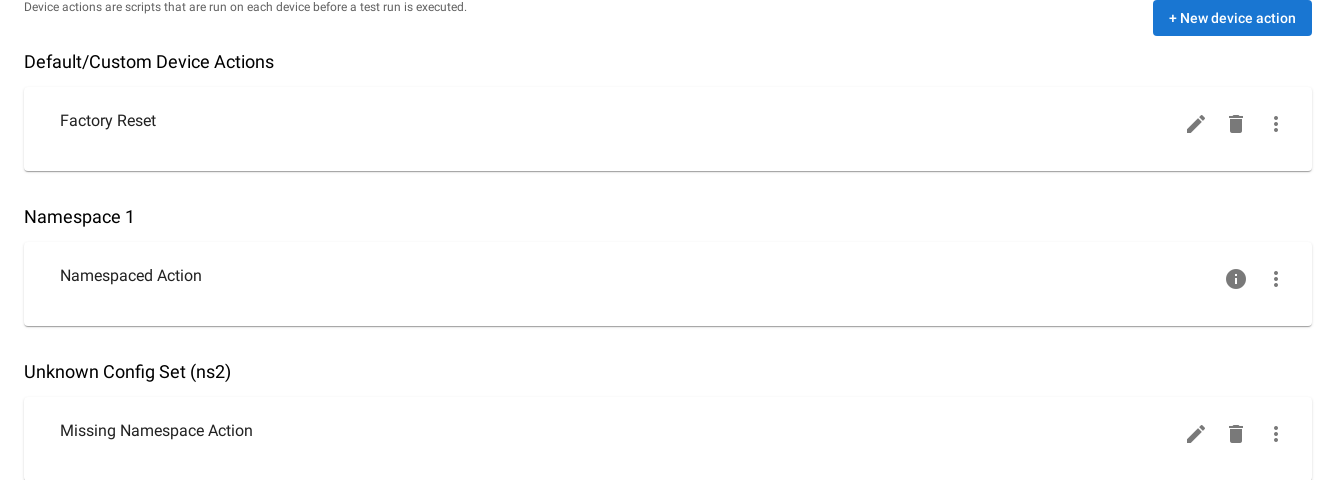 Device actions are scripts that are run on each device before a test run is executed.
+ New device action
Default/Custom Device Actions
Factory Reset
Namespace 1
Namespaced Action
Unknown Config Set (ns2)
Missing Namespace Action